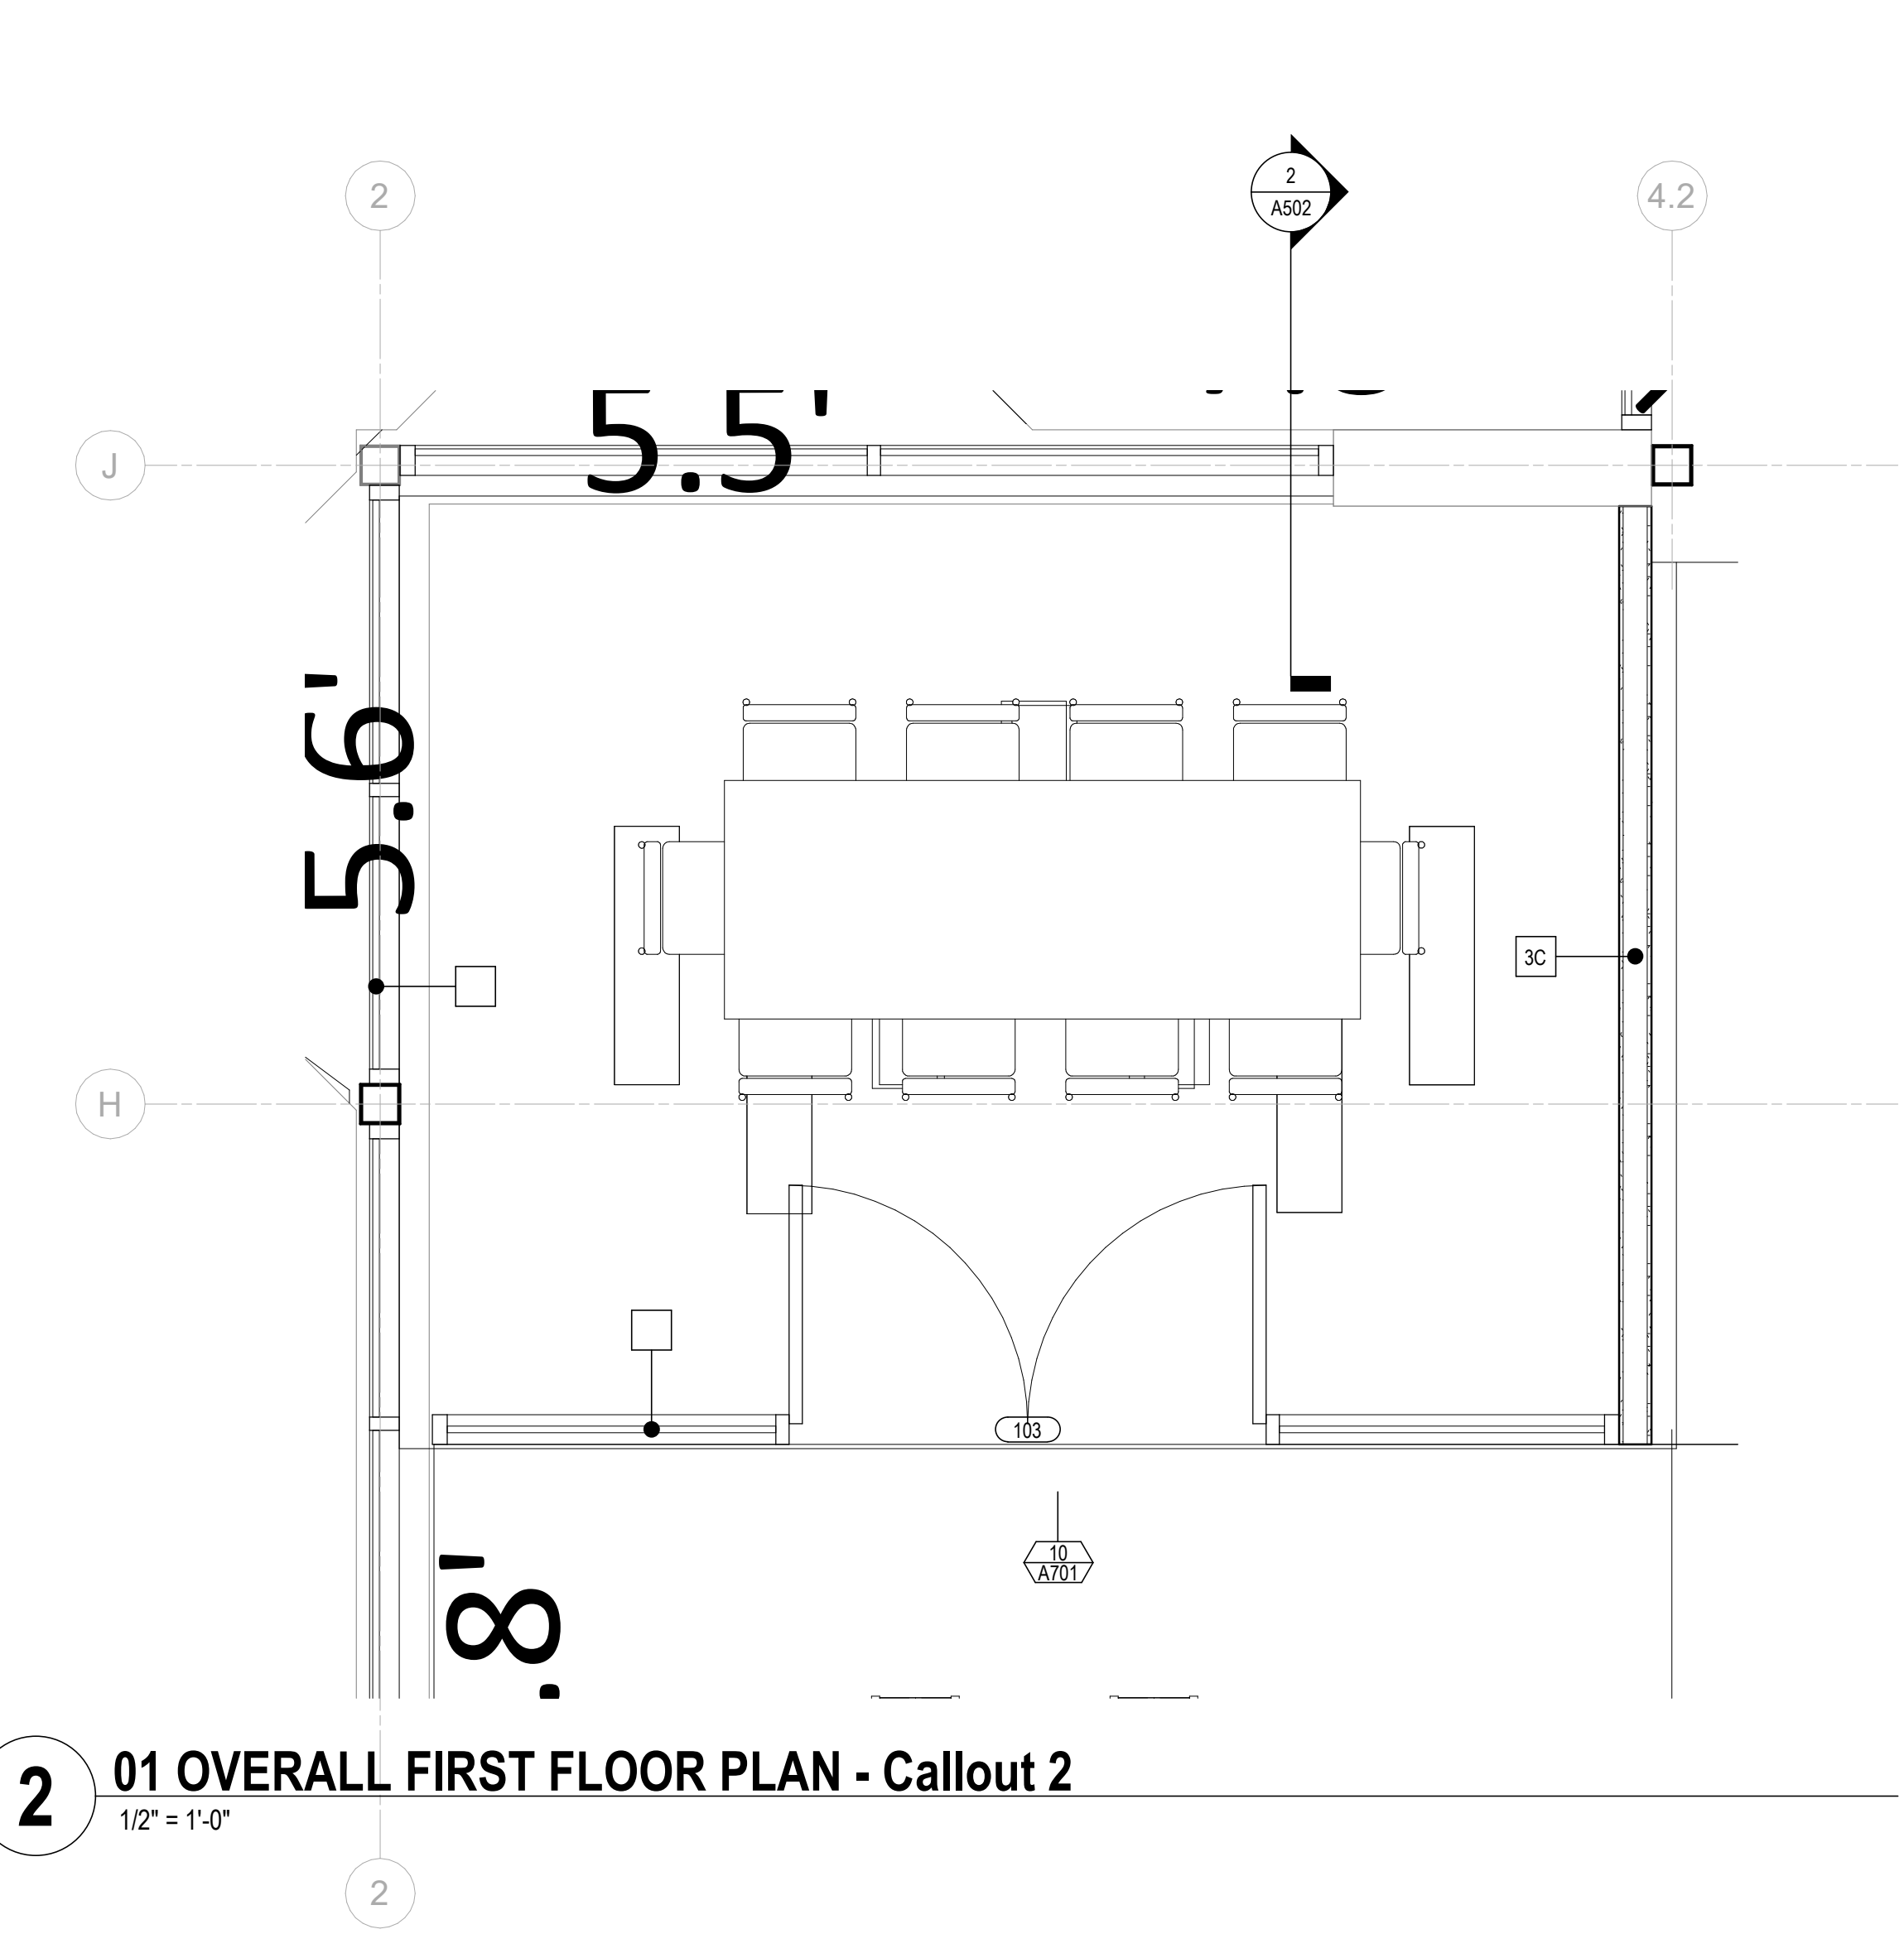 2
2
A502
4.2
5.5'
J
5.6'
3C
H
103
10
A701
8'
2
01 OVERALL FIRST FLOOR PLAN - Callout 2
1/2" = 1'-0"
2